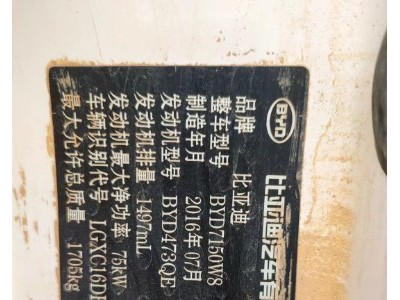 BYD
比亚迪汽车有
品牌 比亚迪
整车型号 BYD7150W8
制造年月 2016年07月
发动机型号 BYD473QE
发动机排量 1497mL
发动机最大净功率 75kW
车辆识别代号 LGXC16D
最大允许总质量 1705kg